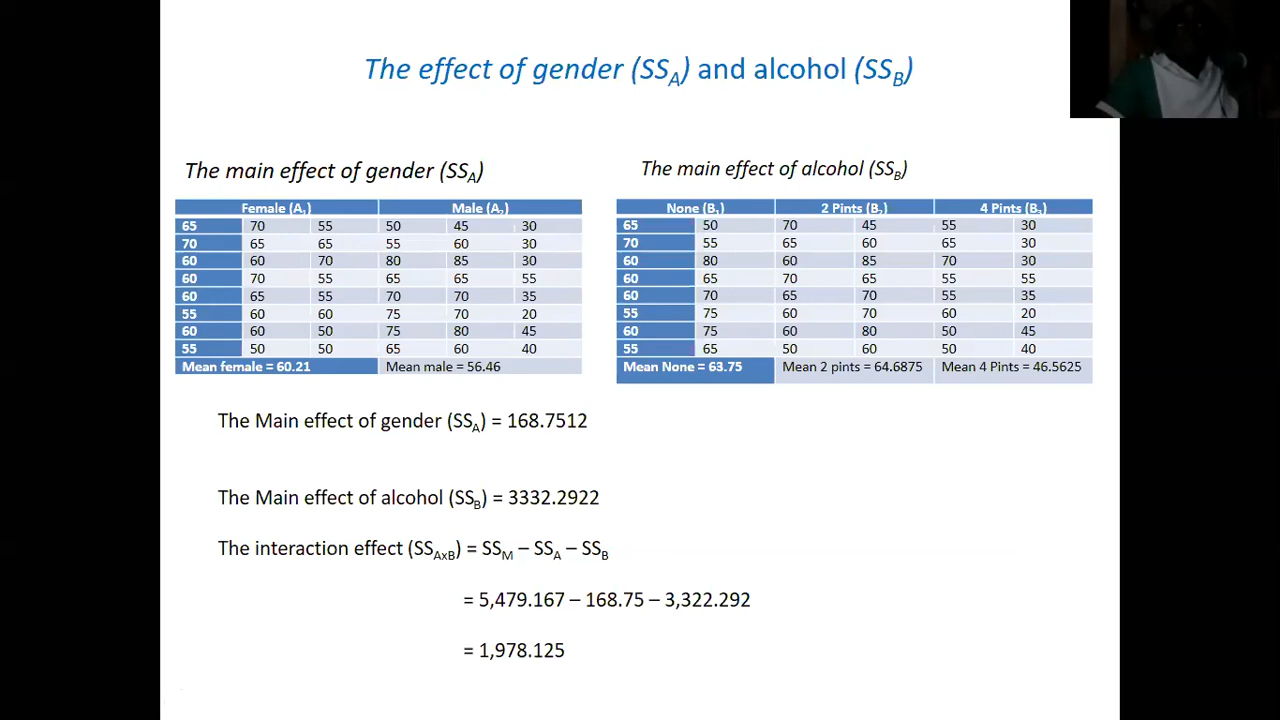 The effect of gender (SSA) and alcohol (SSB)
The main effect of gender (SSA)
Female (A1) Male (A2)
65 70 55 50 45 30
70 65 65 55 60 30
60 60 70 80 85 30
60 70 55 65 65 55
60 65 55 70 70 35
55 60 60 75 70 20
60 60 50 75 80 45
55 50 50 65 60 40
Mean female = 60.21 Mean male = 56.46
The main effect of alcohol (SSB)
None (B1) 2 Pints (B2) 4 Pints (B3)
65 50 70 45 55 30
70 55 65 60 65 30
60 80 60 85 70 30
60 65 70 65 55 55
60 70 65 70 55 35
55 75 60 70 60 20
60 75 60 80 50 45
55 65 50 60 50 40
Mean None = 63.75 Mean 2 pints = 64.6875 Mean 4 Pints = 46.5625
The Main effect of gender (SSA) = 168.7512
The Main effect of alcohol (SSB) = 3332.2922
The interaction effect (SSAxB) = SSM – SSA – SSB
= 5,479.167 – 168.75 – 3,322.292
= 1,978.125